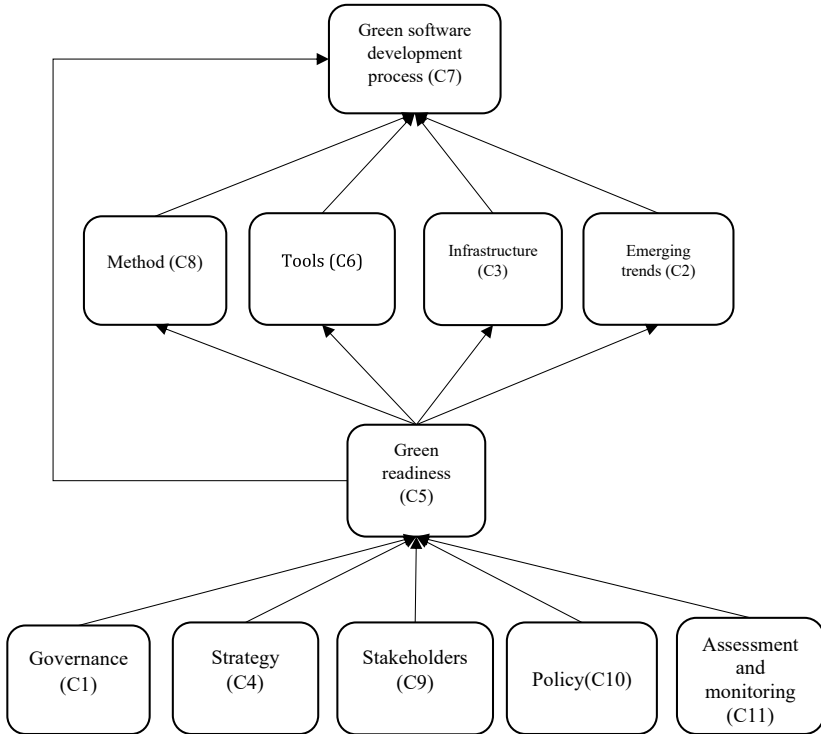 Green software
development
process (C7)
Method (C8)
Tools (C6)
Infrastructure
(C3)
Emerging
trends (C2)
Green
readiness
(C5)
Governance
(C1)
Strategy
(C4)
Stakeholders
(C9)
Policy(C10)
Assessment
and
monitoring
(C11)